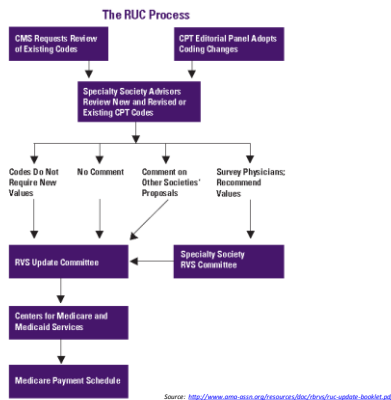 The RUC Process
CMS Requests Review
of Existing Codes
CPT Editorial Panel Adopts
Coding Changes
Specialty Society Advisors
Review New and Revised or
Existing CPT Codes
Codes Do Not
Require New
Values
No Comment
Comment on
Other Societies'
Proposals
Survey Physicians;
Recommend
Values
RVS Update Committee
Specialty Society
RVS Committee
Centers for Medicare and
Medicaid Services
Medicare Payment Schedule
Source: http://www.ama-assn.org/resources/doc/rbrvs/ruc-update-booklet.pd